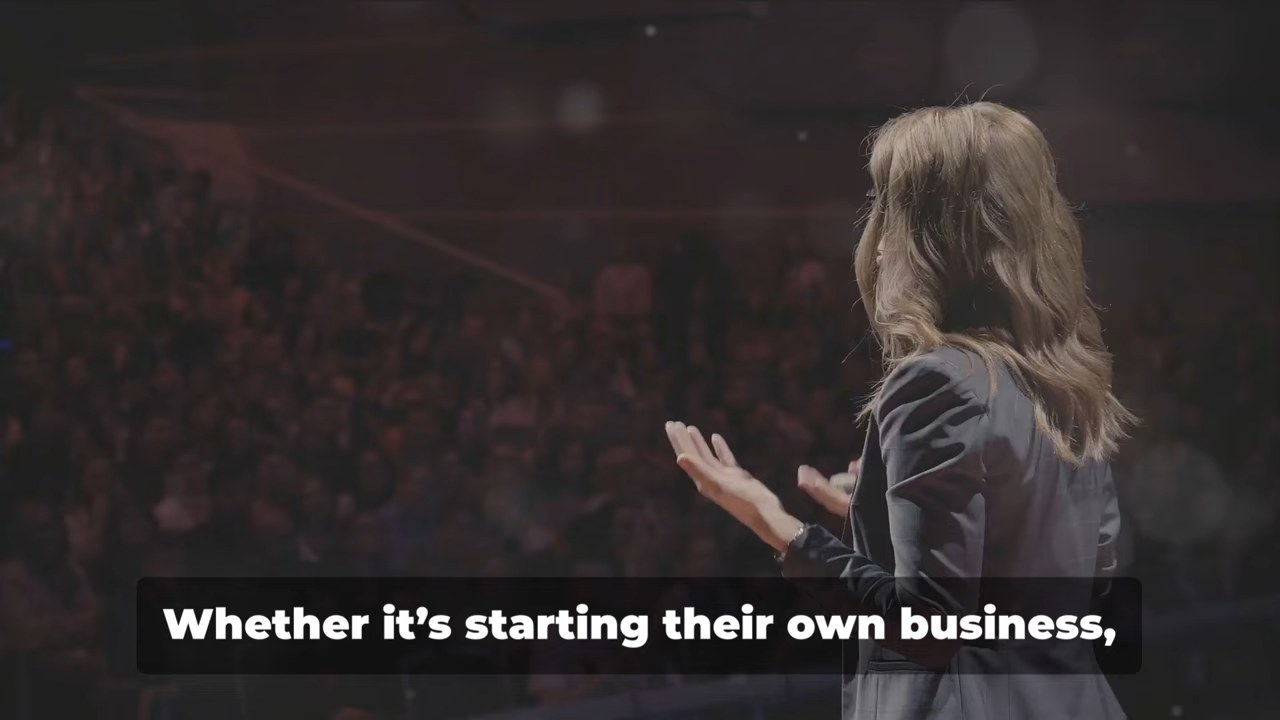 Whether it’s starting their own business,